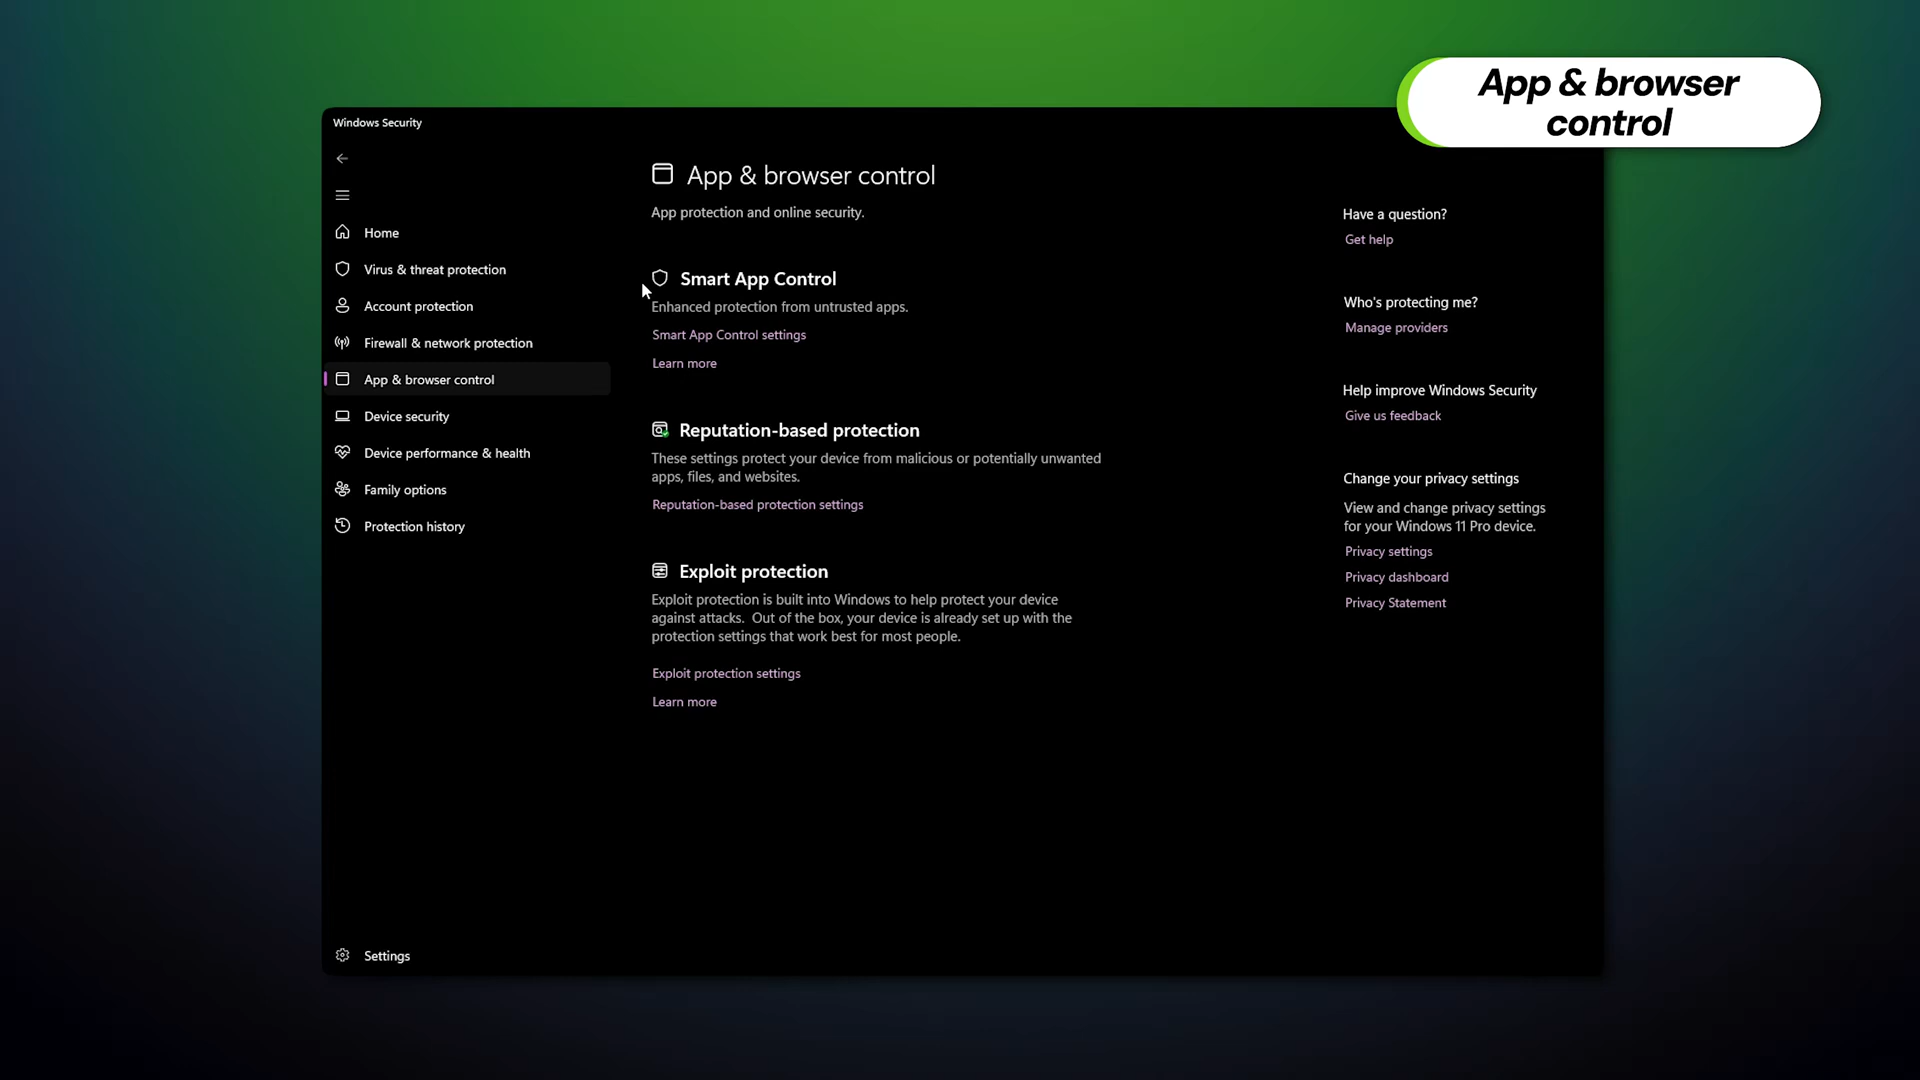 App & browser
control
Windows Security
Home
Virus & threat protection
Account protection
Firewall & network protection
App & browser control
Device security
Device performance & health
Family options
Protection history
Settings
App & browser control
App protection and online security.
Smart App Control
Enhanced protection from untrusted apps.
Smart App Control settings
Learn more
Reputation-based protection
These settings protect your device from malicious or potentially unwanted
apps, files, and websites.
Reputation-based protection settings
Exploit protection
Exploit protection is built into Windows to help protect your device
against attacks.  Out of the box, your device is already set up with the
protection settings that work best for most people.
Exploit protection settings
Learn more
Have a question?
Get help
Who's protecting me?
Manage providers
Help improve Windows Security
Give us feedback
Change your privacy settings
View and change privacy settings
for your Windows 11 Pro device.
Privacy settings
Privacy dashboard
Privacy Statement